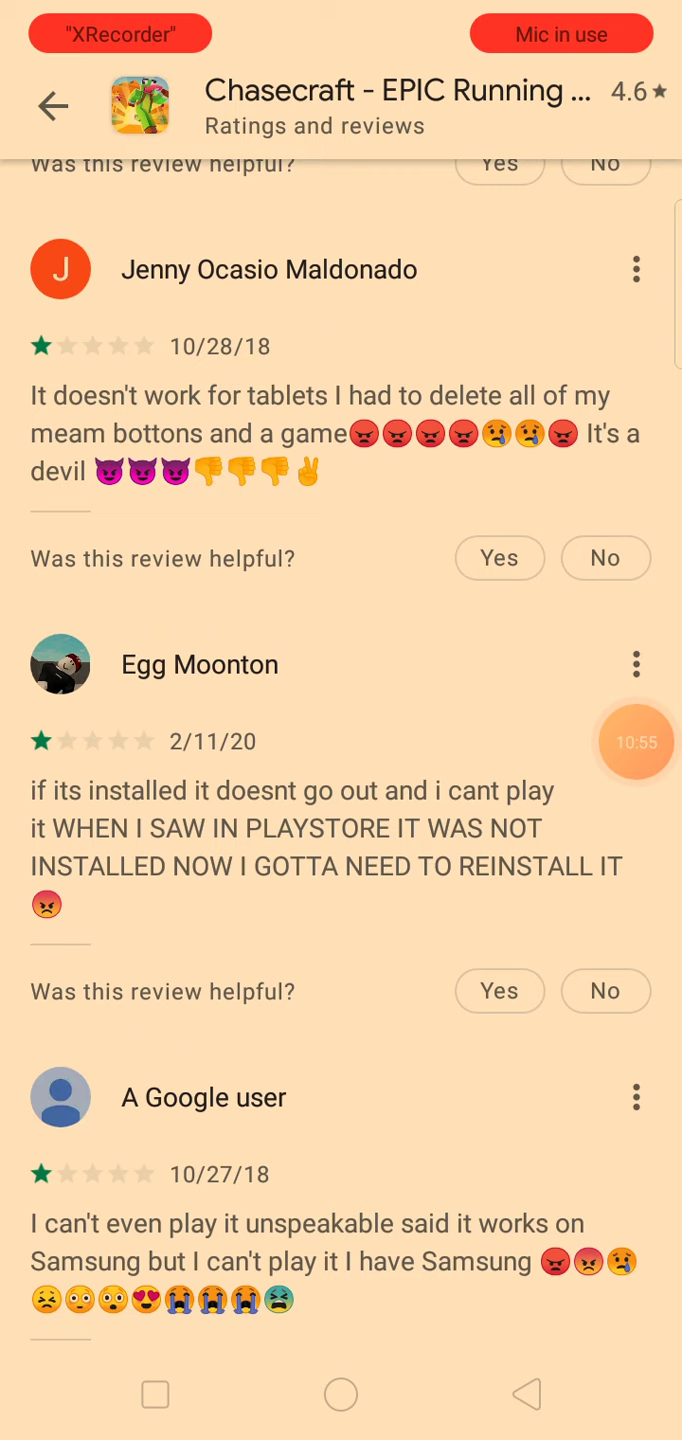 "XRecorder"
Mic in use
Chasecraft - EPIC Running ...
4.6★
Ratings and reviews
Was this review helpful?
Yes
No
J
Jenny Ocasio Maldonado
10/28/18
It doesn't work for tablets I had to delete all of my
meam bottons and a game😡😡😡😡😢😢😡 It's a
devil 😈😈😈👎👎👎✌
Was this review helpful?
Yes
No
Egg Moonton
2/11/20
if its installed it doesnt go out and i cant play
it WHEN I SAW IN PLAYSTORE IT WAS NOT
INSTALLED NOW I GOTTA NEED TO REINSTALL IT
😡
10:55
Was this review helpful?
Yes
No
A Google user
10/27/18
I can't even play it unspeakable said it works on
Samsung but I can't play it I have Samsung 😡😡😢
😣😳😲😍😭😭😭😫